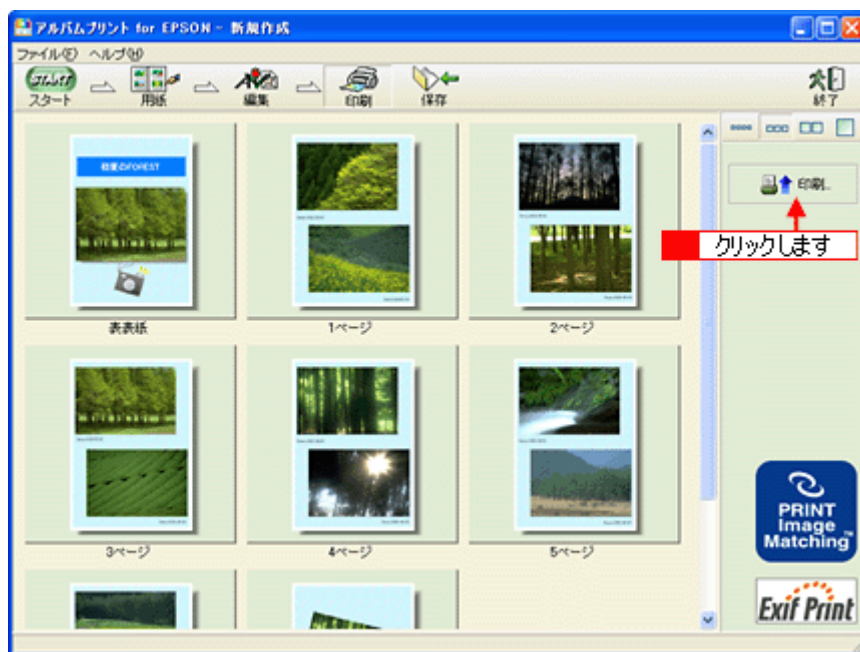 アルバムプリント for EPSON - 新規作成
ファイル(F) ヘルプ(H)
スタート 用紙 編集 印刷 保存 終了
印刷...
クリックします
表表紙 1ページ 2ページ
3ページ 4ページ 5ページ
PRINT
Image
Matching™
Exif Print